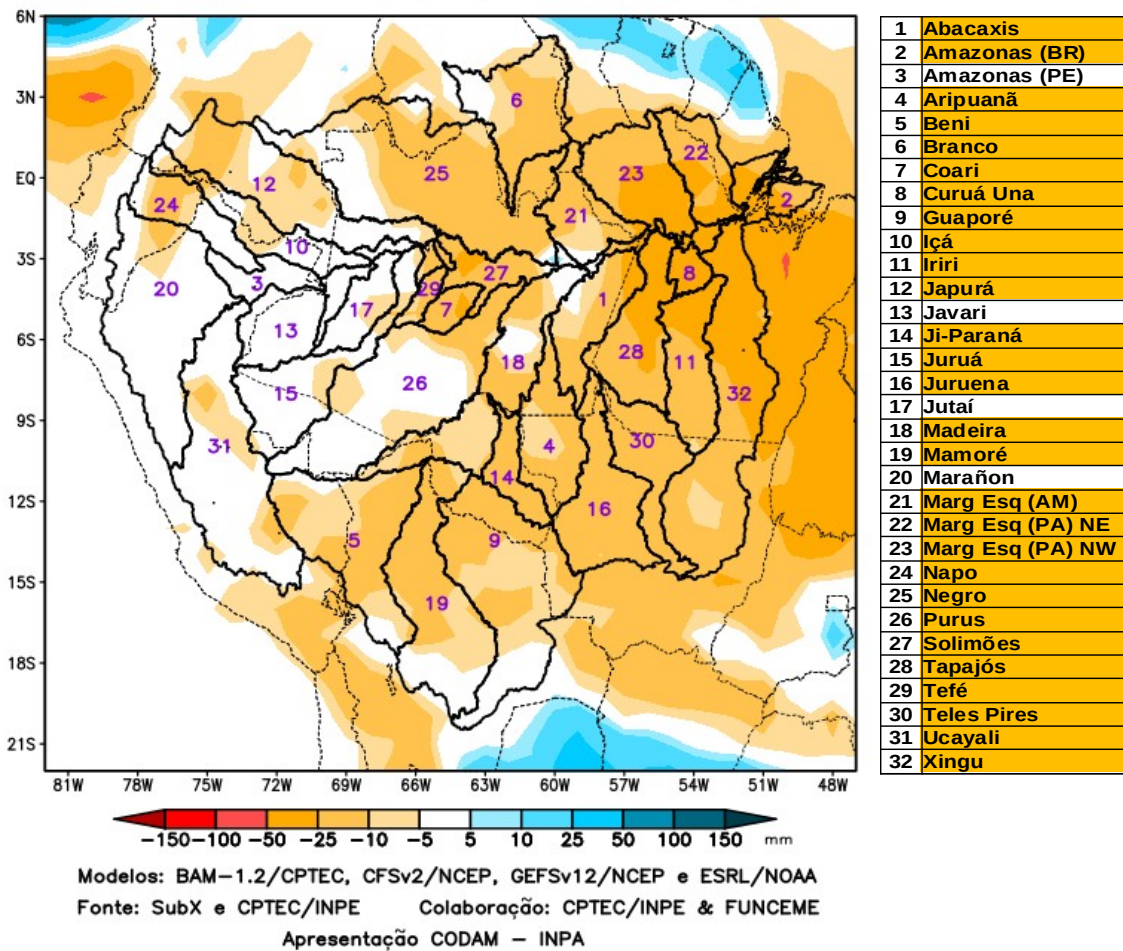 6N
3N
EQ
3S
6S
9S
12S
15S
18S
21S
81W 78W 75W 72W 69W 66W 63W 60W 57W 54W 51W 48W
6
22
25
23
12
24
2
21
10
27
8
3
20
29
1
17
7
13
28
18
11
26
15
32
30
31
4
14
16
5
9
19
−150 −100 −50 −25 −10 −5 5 10 25 50 100 150 mm
Modelos: BAM−1.2/CPTEC, CFSv2/NCEP, GEFSv12/NCEP e ESRL/NOAA
Fonte: SubX e CPTEC/INPE Colaboração: CPTEC/INPE & FUNCEME
Apresentação CODAM − INPA
1 Abacaxis
2 Amazonas (BR)
3 Amazonas (PE)
4 Aripuanã
5 Beni
6 Branco
7 Coari
8 Curuá Una
9 Guaporé
10 Içá
11 Iriri
12 Japurá
13 Javari
14 Ji-Paraná
15 Juruá
16 Juruena
17 Jutaí
18 Madeira
19 Mamoré
20 Marañon
21 Marg Esq (AM)
22 Marg Esq (PA) NE
23 Marg Esq (PA) NW
24 Napo
25 Negro
26 Purus
27 Solimões
28 Tapajós
29 Tefé
30 Teles Pires
31 Ucayali
32 Xingu